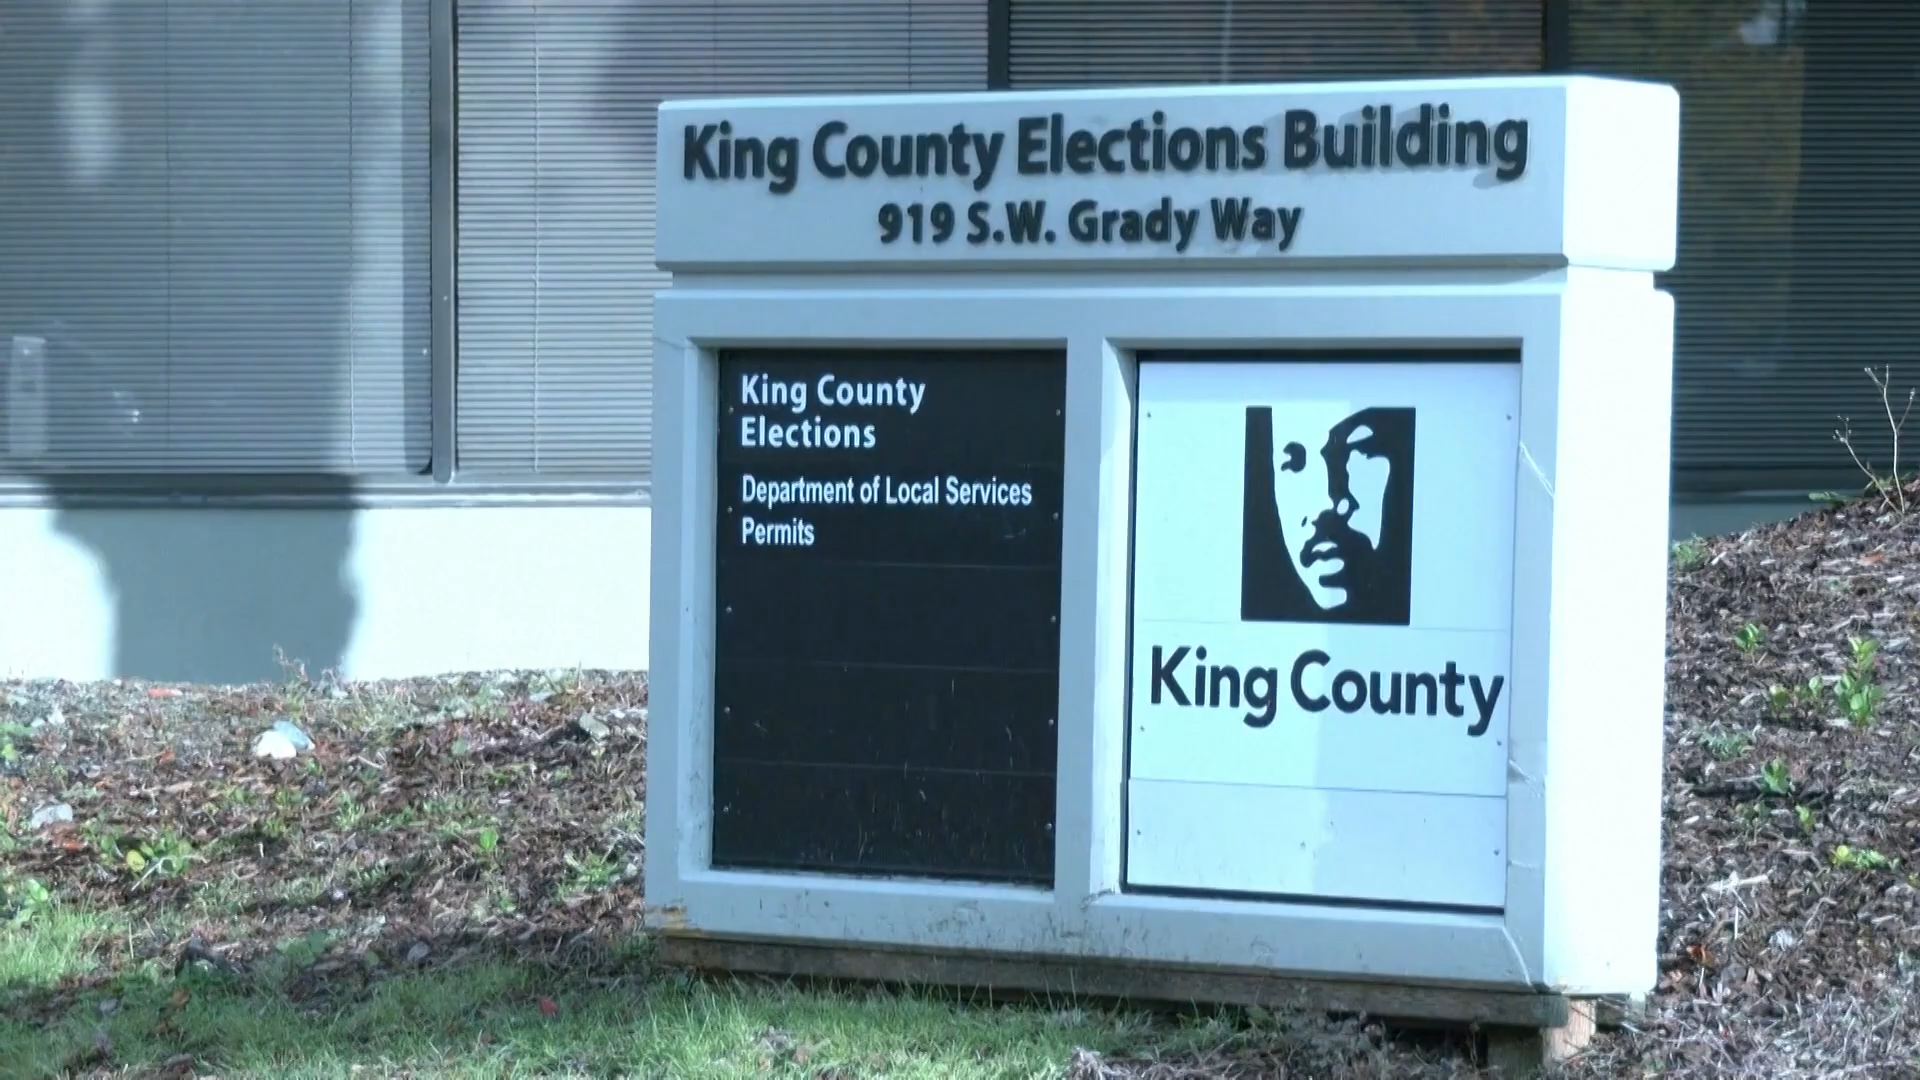 King County Elections Building
919 S.W. Grady Way
King County
Elections
Department of Local Services
Permits
King County